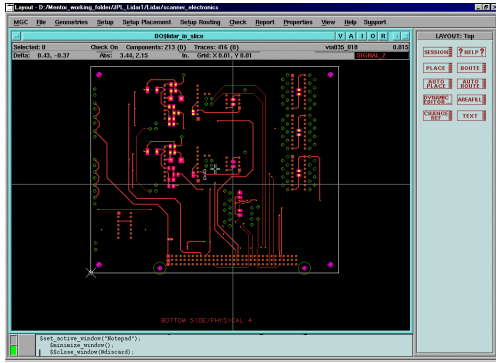 Layout - D:/Mentor_working_folder/JPL_Lidar1/Lidar/scanner_electronics
MGC File Geometries Setup Setup Placement Setup Routing Check Report Properties View Help Support
BO$lidar_io_slice V A I O R
Selected: 0 Check On Components: 213 (0) Traces: 416 (0) via035_018 0.015
Delta: 0.43, -0.37 Abs: 3.44, 2.15 In. Grid: X 0.01, Y 0.01 SIGNAL_2
LAYOUT: Top
SESSION ? HELP ?
PLACE ROUTE
AUTO PLACE AUTO ROUTE
DYNAMIC EDITOR... AREAFILL
CHANGE REF TEXT
BOTTOM SIDE/PHYSICAL 4
$set_active_window("Notepad");
$minimize_window();
$$close_window(@discard);